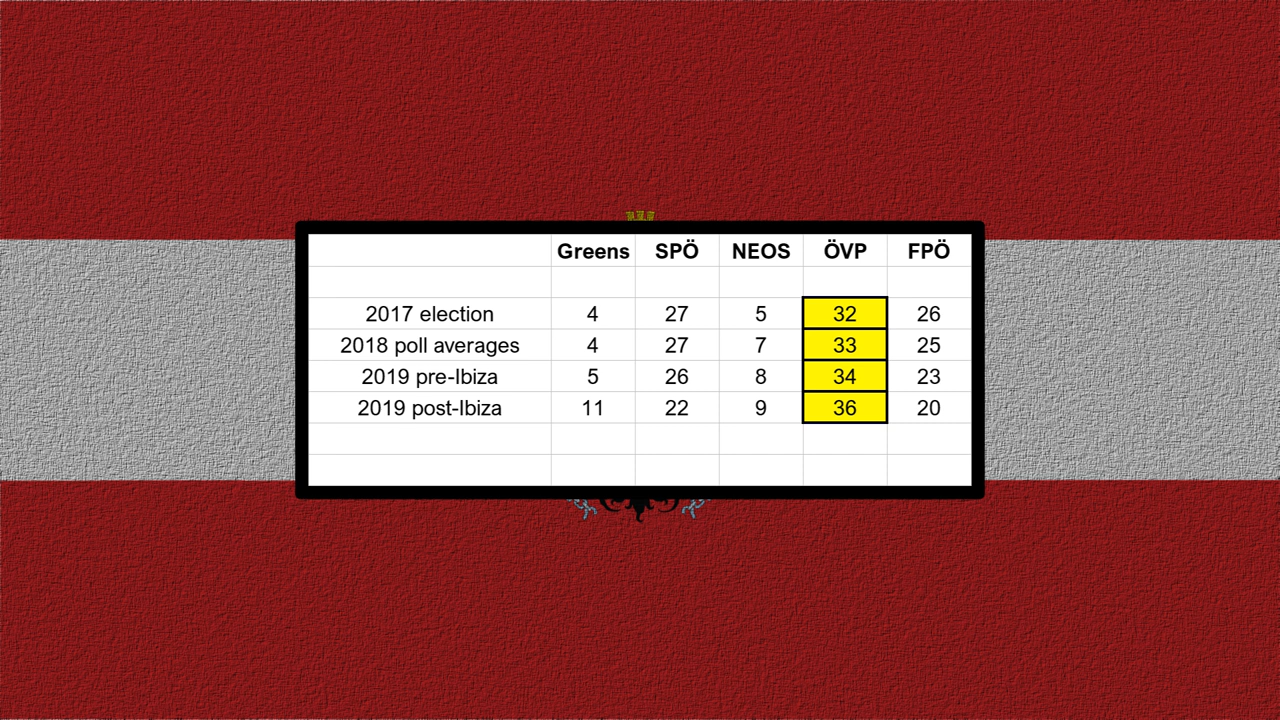 Greens SPÖ NEOS ÖVP FPÖ
2017 election 4 27 5 32 26
2018 poll averages 4 27 7 33 25
2019 pre-Ibiza 5 26 8 34 23
2019 post-Ibiza 11 22 9 36 20